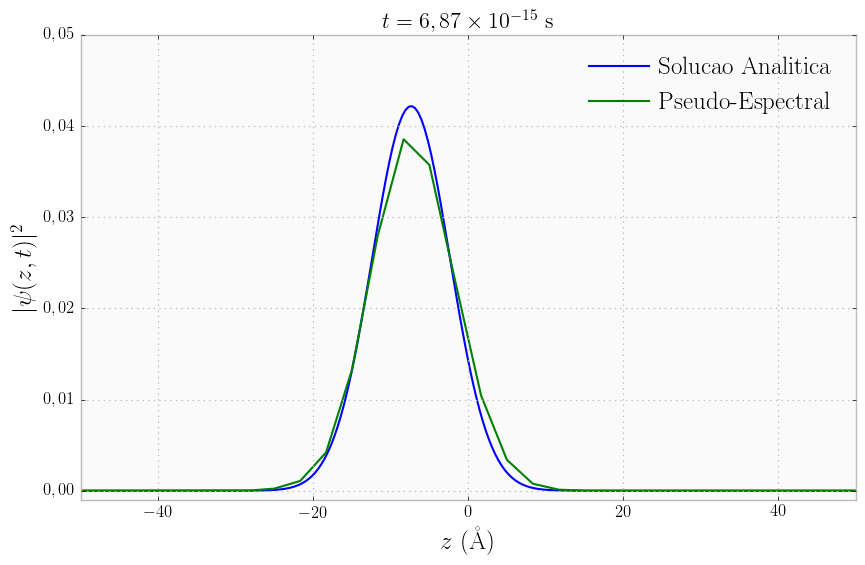 t = 6,87 × 10⁻¹⁵ s
|ψ(z, t)|²
0,05
0,04
0,03
0,02
0,01
0,00
Solucao Analitica
Pseudo-Espectral
−40
−20
0
20
40
z (Å)